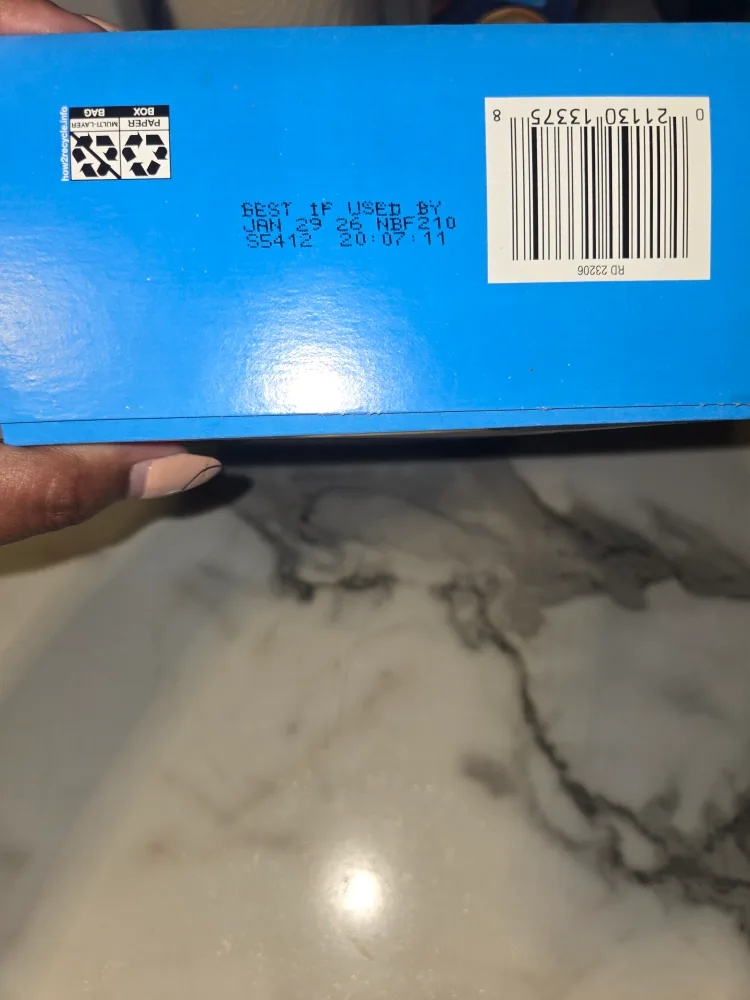 BEST IF USED BY
JAN 29 26 NBF210
S5412 20:07:11
0 21130 13375 8
RD 23206
how2recycle.info
PAPER
BOX
MULTI-LAYER
BAG